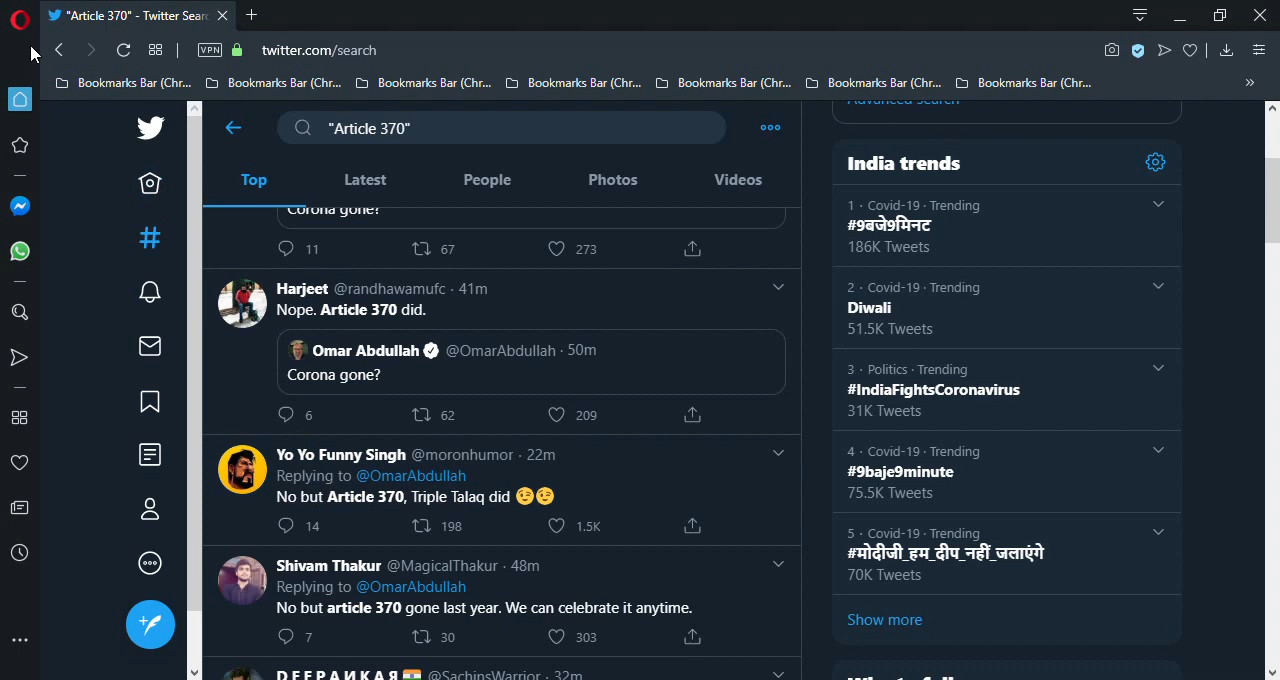 "Article 370" - Twitter Sear
VPN
twitter.com/search
Bookmarks Bar (Chr... Bookmarks Bar (Chr... Bookmarks Bar (Chr... Bookmarks Bar (Chr... Bookmarks Bar (Chr... Bookmarks Bar (Chr... Bookmarks Bar (Chr...
"Article 370"
Top Latest People Photos Videos
Corona gone?
11 67 273
Harjeet @randhawamufc · 41m
Nope. Article 370 did.
Omar Abdullah @OmarAbdullah · 50m
Corona gone?
6 62 209
Yo Yo Funny Singh @moronhumor · 22m
Replying to @OmarAbdullah
No but Article 370, Triple Talaq did 😉😉
14 198 1.5K
Shivam Thakur @MagicalThakur · 48m
Replying to @OmarAbdullah
No but article 370 gone last year. We can celebrate it anytime.
7 30 303
D Ξ Ξ P A И K A Я 🇮🇳 @SachinsWarrior · 32m
Advanced search
India trends
1 · Covid-19 · Trending
#9बजे9मिनट
186K Tweets
2 · Covid-19 · Trending
Diwali
51.5K Tweets
3 · Politics · Trending
#IndiaFightsCoronavirus
31K Tweets
4 · Covid-19 · Trending
#9baje9minute
75.5K Tweets
5 · Covid-19 · Trending
#मोदीजी_हम_दीप_नहीं_जलाएंगे
70K Tweets
Show more